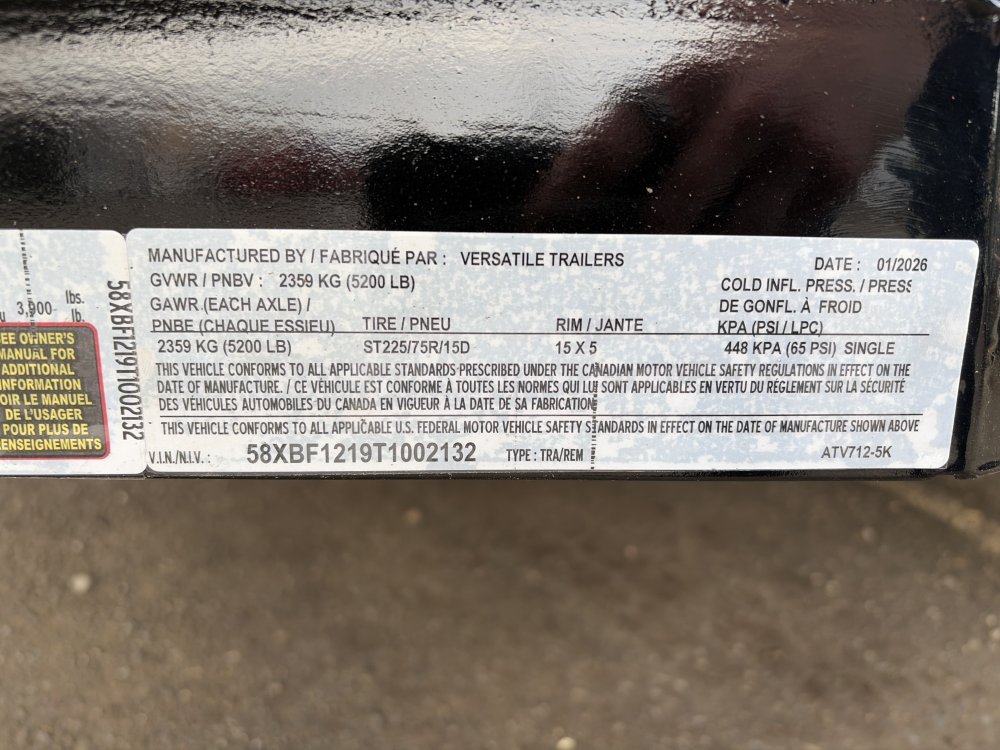 lbs.
3,900 lb.
SEE OWNER'S
MANUAL FOR
ADDITIONAL
INFORMATION
VOIR LE MANUEL
DE L'USAGER
POUR PLUS DE
RENSEIGNEMENTS
58XBF1219T1002132
MANUFACTURED BY / FABRIQUÉ PAR : VERSATILE TRAILERS
DATE : 01/2026
GVWR / PNBV : 2359 KG (5200 LB)
COLD INFL. PRESS. / PRESS
GAWR (EACH AXLE) /
DE GONFL. À FROID
PNBE (CHAQUE ESSIEU) TIRE / PNEU RIM / JANTE KPA (PSI / LPC)
2359 KG (5200 LB) ST225/75R/15D 15 X 5 448 KPA (65 PSI) SINGLE
THIS VEHICLE CONFORMS TO ALL APPLICABLE STANDARDS PRESCRIBED UNDER THE CANADIAN MOTOR VEHICLE SAFETY REGULATIONS IN EFFECT ON THE
DATE OF MANUFACTURE. / CE VÉHICULE EST CONFORME À TOUTES LES NORMES QUI LUI SONT APPLICABLES EN VERTU DU RÉGLEMENT SUR LA SÉCURITÉ
DES VÉHICULES AUTOMOBILES DU CANADA EN VIGUEUR À LA DATE DE SA FABRICATION
THIS VEHICLE CONFORMS TO ALL APPLICABLE U.S. FEDERAL MOTOR VEHICLE SAFETY STANDARDS IN EFFECT ON THE DATE OF MANUFACTURE SHOWN ABOVE
V.I.N./N.I.V. : 58XBF1219T1002132 TYPE : TRA/REM ATV712-5K